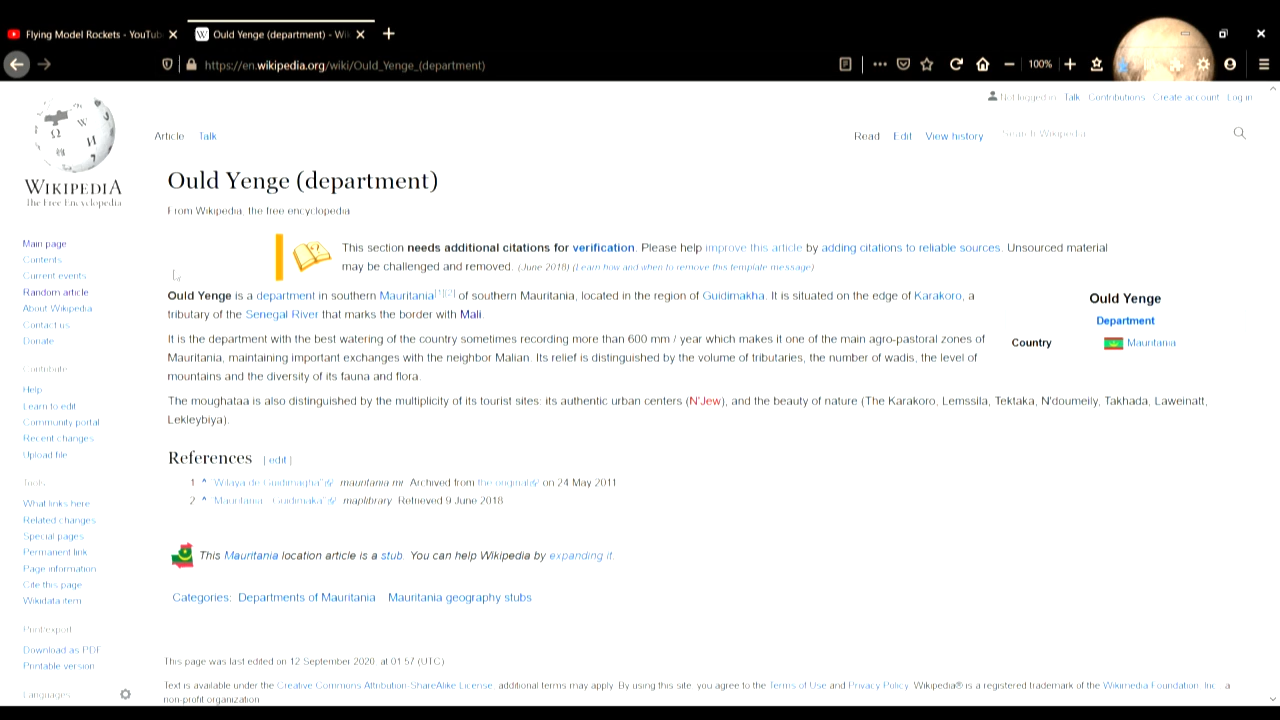 Flying Model Rockets - YouTub
Ould Yenge (department) - Wi
https://en.wikipedia.org/wiki/Ould_Yenge_(department)
100%
Not logged in Talk Contributions Create account Log in
Article Talk
Read Edit View history Search Wikipedia
WIKIPEDIA
The Free Encyclopedia
Main page
Contents
Current events
Random article
About Wikipedia
Contact us
Donate
Contribute
Help
Learn to edit
Community portal
Recent changes
Upload file
Tools
What links here
Related changes
Special pages
Permanent link
Page information
Cite this page
Wikidata item
Print/export
Download as PDF
Printable version
Languages
Ould Yenge (department)
From Wikipedia, the free encyclopedia
This section needs additional citations for verification. Please help improve this article by adding citations to reliable sources. Unsourced material
may be challenged and removed. (June 2018) (Learn how and when to remove this template message)
Ould Yenge is a department in southern Mauritania[1][2] of southern Mauritania, located in the region of Guidimakha. It is situated on the edge of Karakoro, a
tributary of the Senegal River that marks the border with Mali.
It is the department with the best watering of the country sometimes recording more than 600 mm / year which makes it one of the main agro-pastoral zones of
Mauritania, maintaining important exchanges with the neighbor Malian. Its relief is distinguished by the volume of tributaries, the number of wadis, the level of
mountains and the diversity of its fauna and flora.
The moughataa is also distinguished by the multiplicity of its tourist sites: its authentic urban centers (N'Jew), and the beauty of nature (The Karakoro, Lemssila, Tektaka, N'doumeily, Takhada, Laweinatt,
Lekleybiya).
Ould Yenge
Department
Country Mauritania
References [ edit ]
1. ^ "Wilaya de Guidimagha". mauritania.mr. Archived from the original on 24 May 2011.
2. ^ "Mauritania : Guidimaka". maplibrary. Retrieved 9 June 2018.
This Mauritania location article is a stub. You can help Wikipedia by expanding it.
Categories: Departments of Mauritania Mauritania geography stubs
This page was last edited on 12 September 2020, at 01:57 (UTC).
Text is available under the Creative Commons Attribution-ShareAlike License; additional terms may apply. By using this site, you agree to the Terms of Use and Privacy Policy. Wikipedia® is a registered trademark of the Wikimedia Foundation, Inc., a
non-profit organization.